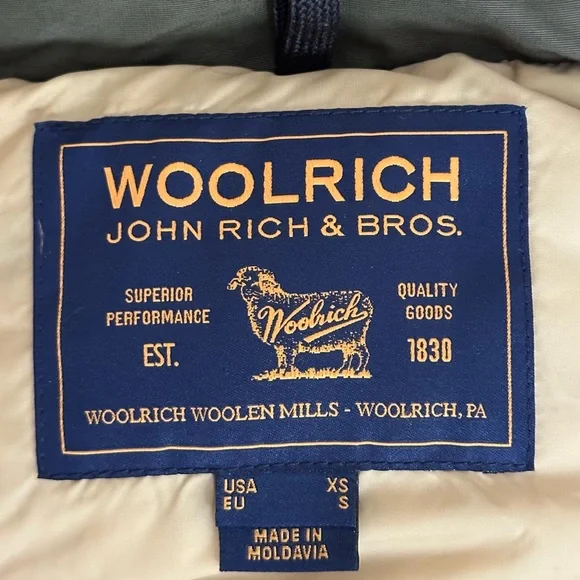 WOOLRICH
JOHN RICH & BROS.
SUPERIOR PERFORMANCE
QUALITY GOODS
Woolrich
EST. 1830
WOOLRICH WOOLEN MILLS - WOOLRICH, PA
USA XS
EU S
MADE IN
MOLDAVIA